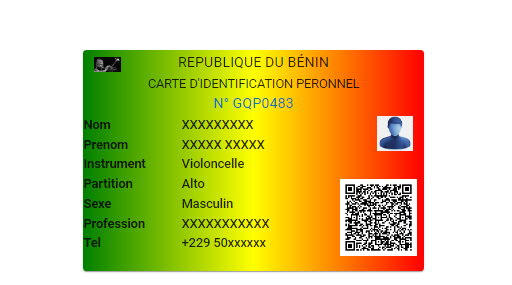 REPUBLIQUE DU BÉNIN
CARTE D'IDENTIFICATION PERONNEL
N° GQP0483
Nom XXXXXXXXX
Prenom XXXXX XXXXX
Instrument Violoncelle
Partition Alto
Sexe Masculin
Profession XXXXXXXXXXX
Tel +229 50xxxxxx